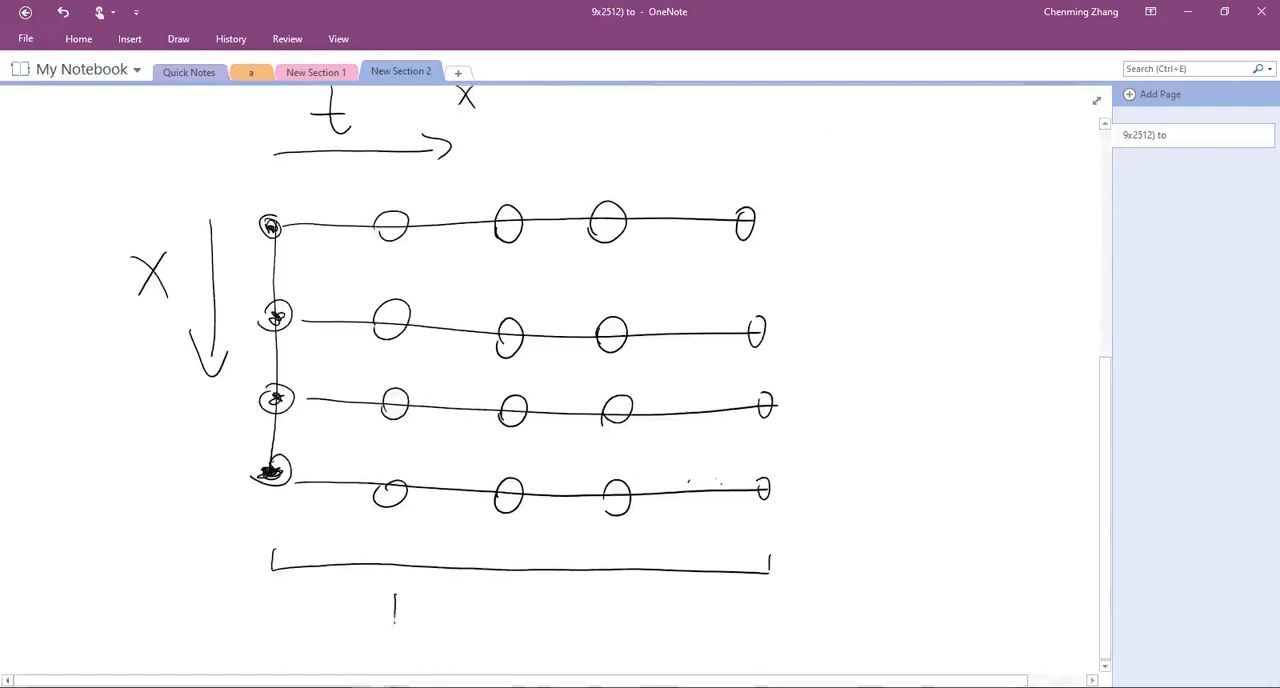 9x2512) to - OneNote
Chenming Zhang
File Home Insert Draw History Review View
My Notebook
Quick Notes
a
New Section 1
New Section 2
+
Search (Ctrl+E)
Add Page
9x2512) to
t
x
X